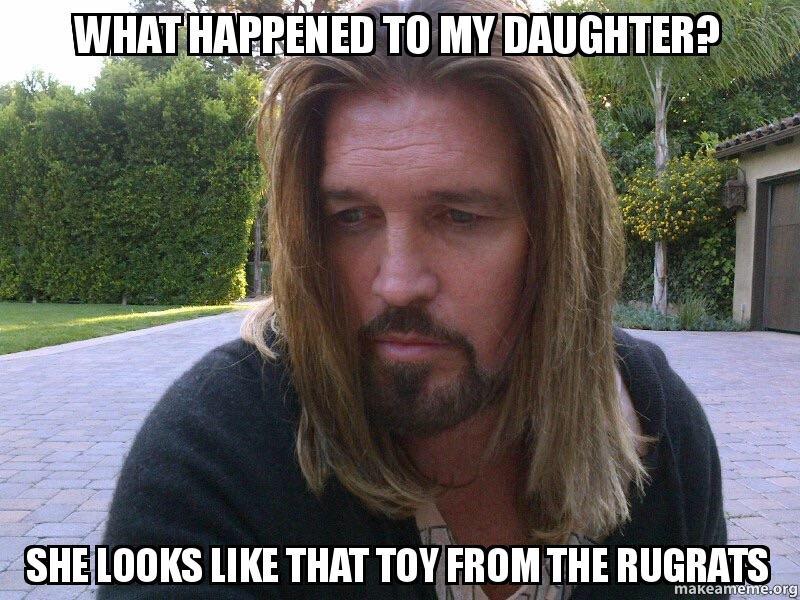 WHAT HAPPENED TO MY DAUGHTER?
SHE LOOKS LIKE THAT TOY FROM THE RUGRATS
makeameme.org